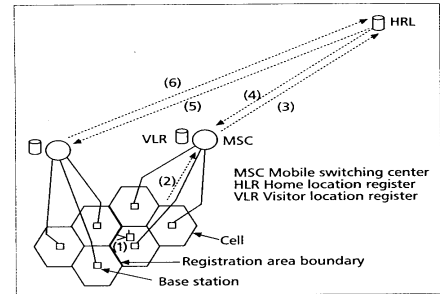 HRL
(6)
(4)
(5)
(3)
VLR
MSC
(2)
MSC Mobile switching center
HLR Home location register
VLR Visitor location register
(1)
Cell
Registration area boundary
Base station